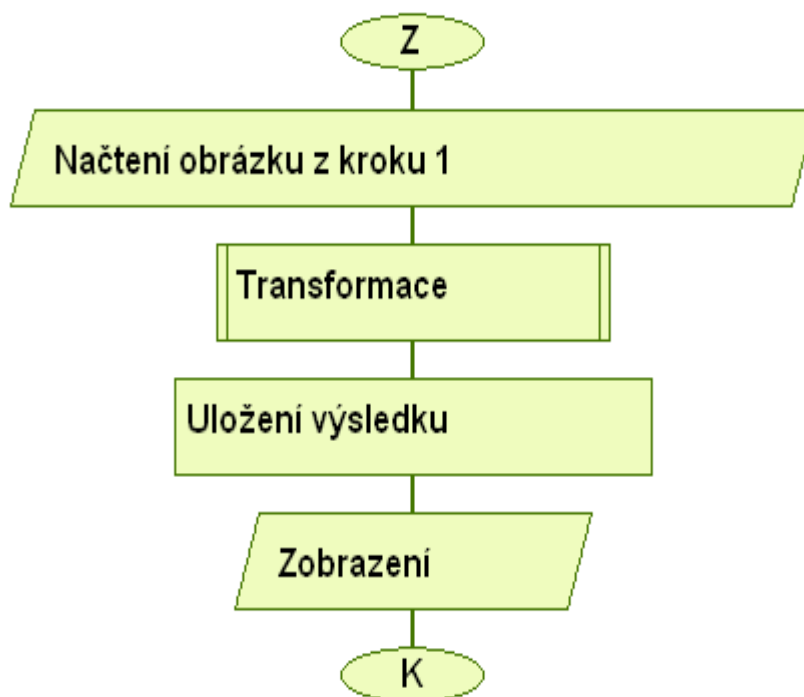 Z
Načtení obrázku z kroku 1
Transformace
Uložení výsledku
Zobrazení
K